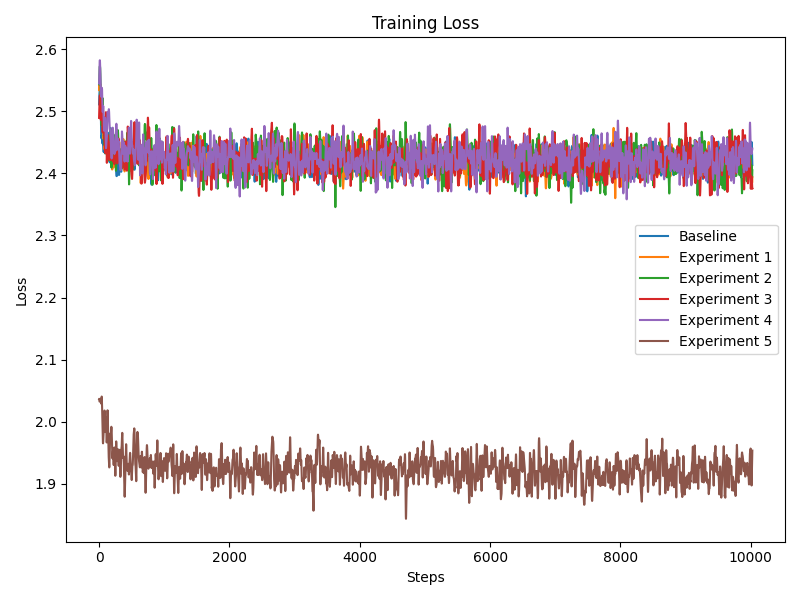 Training Loss
2.6
2.5
2.4
2.3
2.2
2.1
2.0
1.9
Loss
0
2000
4000
6000
8000
10000
Steps
Baseline
Experiment 1
Experiment 2
Experiment 3
Experiment 4
Experiment 5